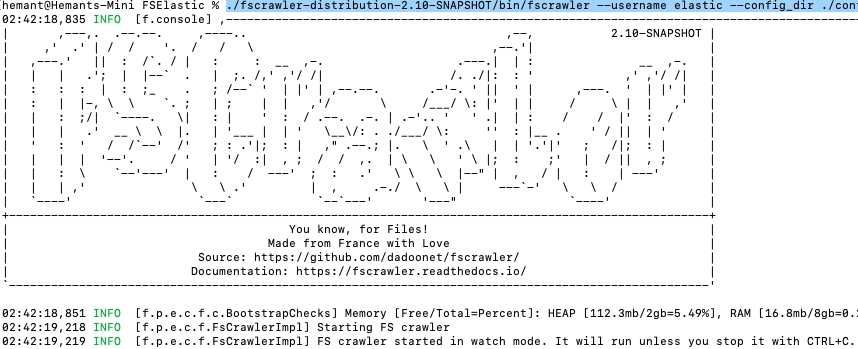 hemant@Hemants-Mini FSElastic % ./fscrawler-distribution-2.10-SNAPSHOT/bin/fscrawler --username elastic --config_dir ./con
02:42:18,835 INFO [f.console]
2.10-SNAPSHOT
FSCrawler
You know, for Files!
Made from France with Love
Source: https://github.com/dadoonet/fscrawler/
Documentation: https://fscrawler.readthedocs.io/
02:42:18,851 INFO [f.p.e.c.f.c.BootstrapChecks] Memory [Free/Total=Percent]: HEAP [112.3mb/2gb=5.49%], RAM [16.8mb/8gb=0.
02:42:19,218 INFO [f.p.e.c.f.FsCrawlerImpl] Starting FS crawler
02:42:19,219 INFO [f.p.e.c.f.FsCrawlerImpl] FS crawler started in watch mode. It will run unless you stop it with CTRL+C.